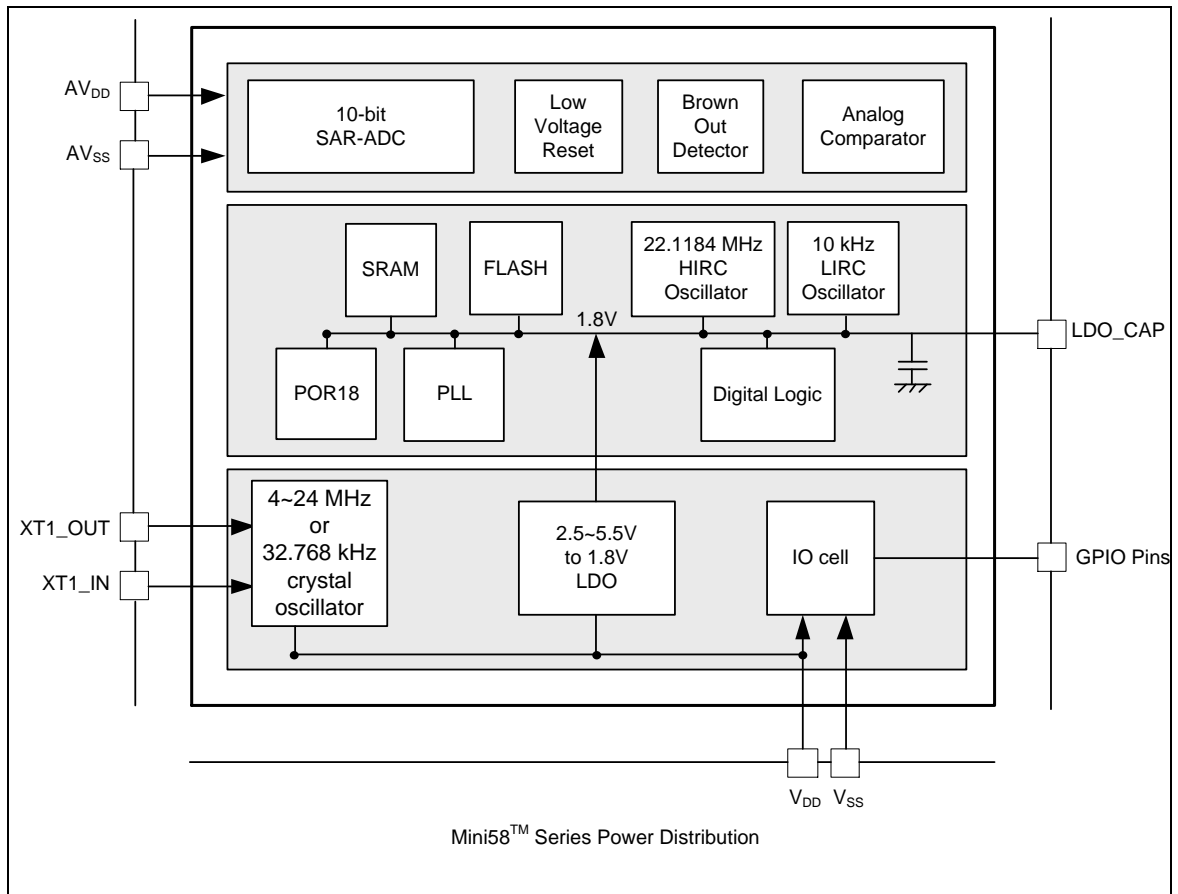 AVDD
AVSS
10-bit
SAR-ADC
Low
Voltage
Reset
Brown
Out
Detector
Analog
Comparator
SRAM
FLASH
22.1184 MHz
HIRC
Oscillator
10 kHz
LIRC
Oscillator
1.8V
LDO_CAP
POR18
PLL
Digital Logic
XT1_OUT
XT1_IN
4~24 MHz
or
32.768 kHz
crystal
oscillator
2.5~5.5V
to 1.8V
LDO
IO cell
GPIO Pins
VDD
VSS
Mini58™ Series Power Distribution